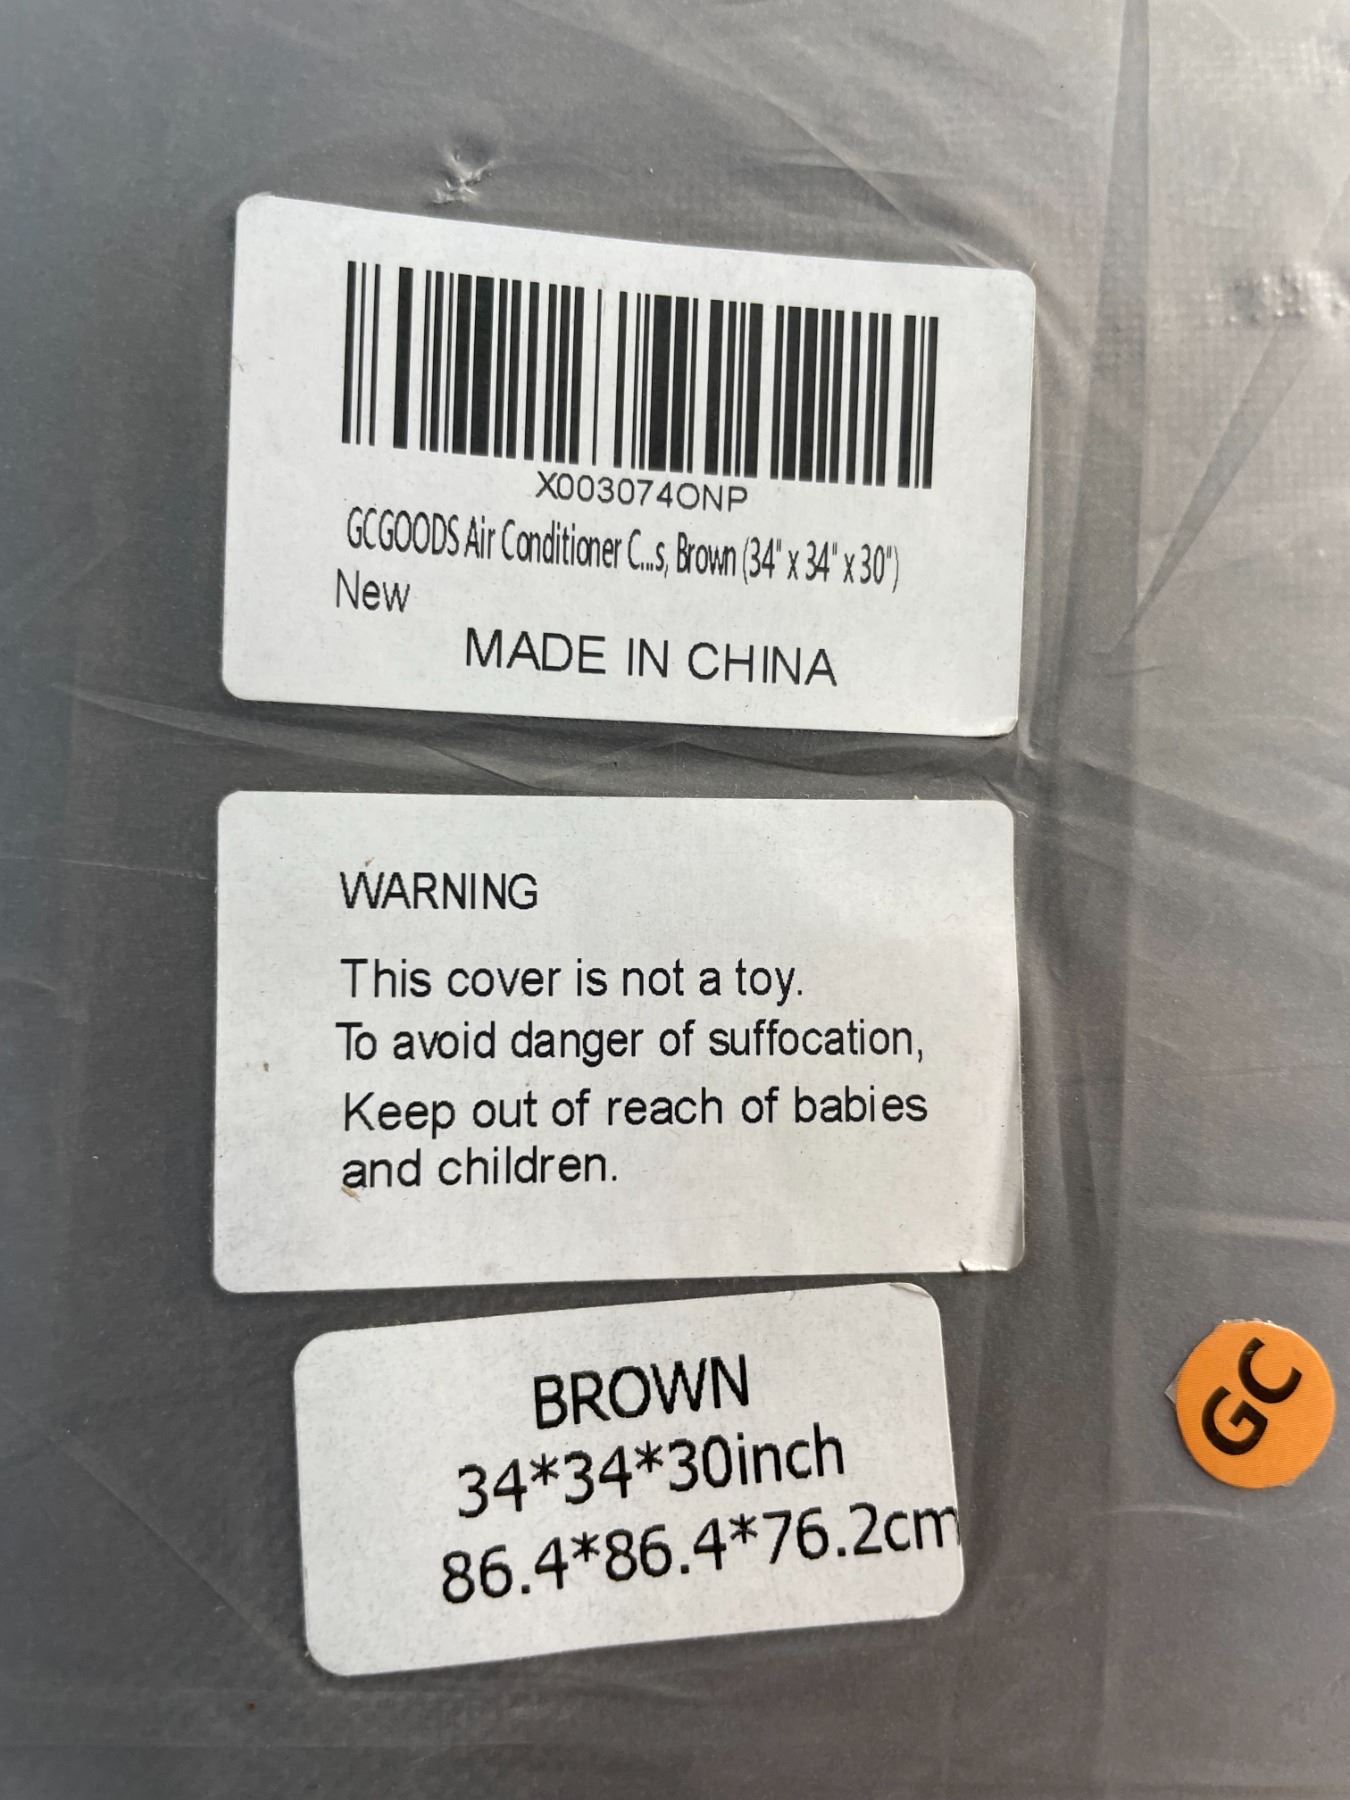 X003074ONP
GCGOODS Air Conditioner C...s, Brown (34" x 34" x 30")
New
MADE IN CHINA
WARNING
This cover is not a toy.
To avoid danger of suffocation,
Keep out of reach of babies
and children.
BROWN
34*34*30inch
86.4*86.4*76.2cm
GC